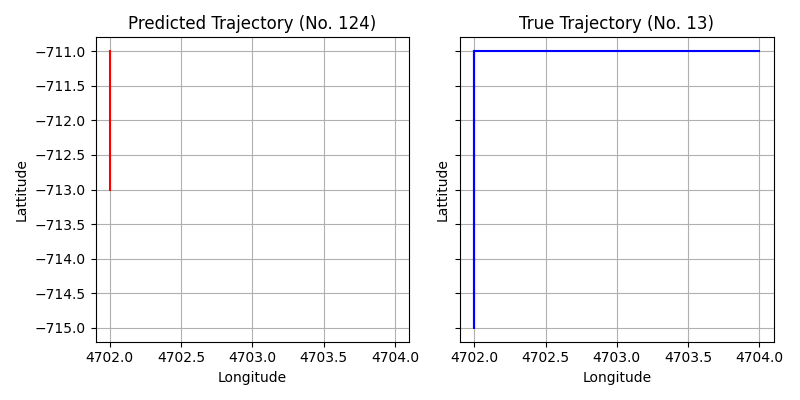 Predicted Trajectory (No. 124)
−711.0
−711.5
−712.0
−712.5
−713.0
−713.5
−714.0
−714.5
−715.0
Lattitude
4702.0 4702.5 4703.0 4703.5 4704.0
Longitude
True Trajectory (No. 13)
Lattitude
4702.0 4702.5 4703.0 4703.5 4704.0
Longitude